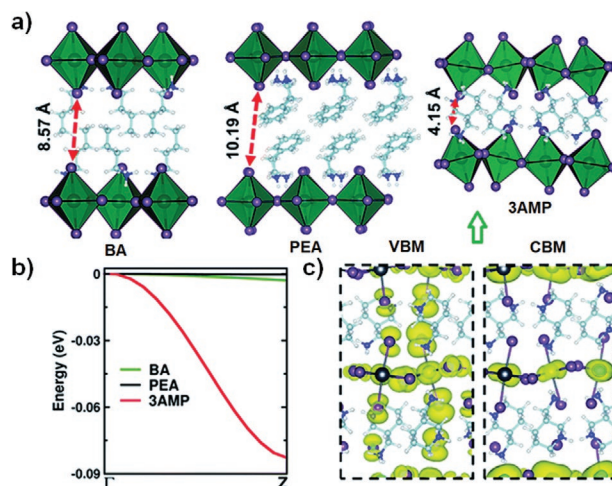 a)
8.57 Å
10.19 Å
4.15 Å
BA
PEA
3AMP
b)
VBM
c)
CBM
0
-0.03
-0.06
-0.09
Energy (eV)
BA
PEA
3AMP
Γ
Z